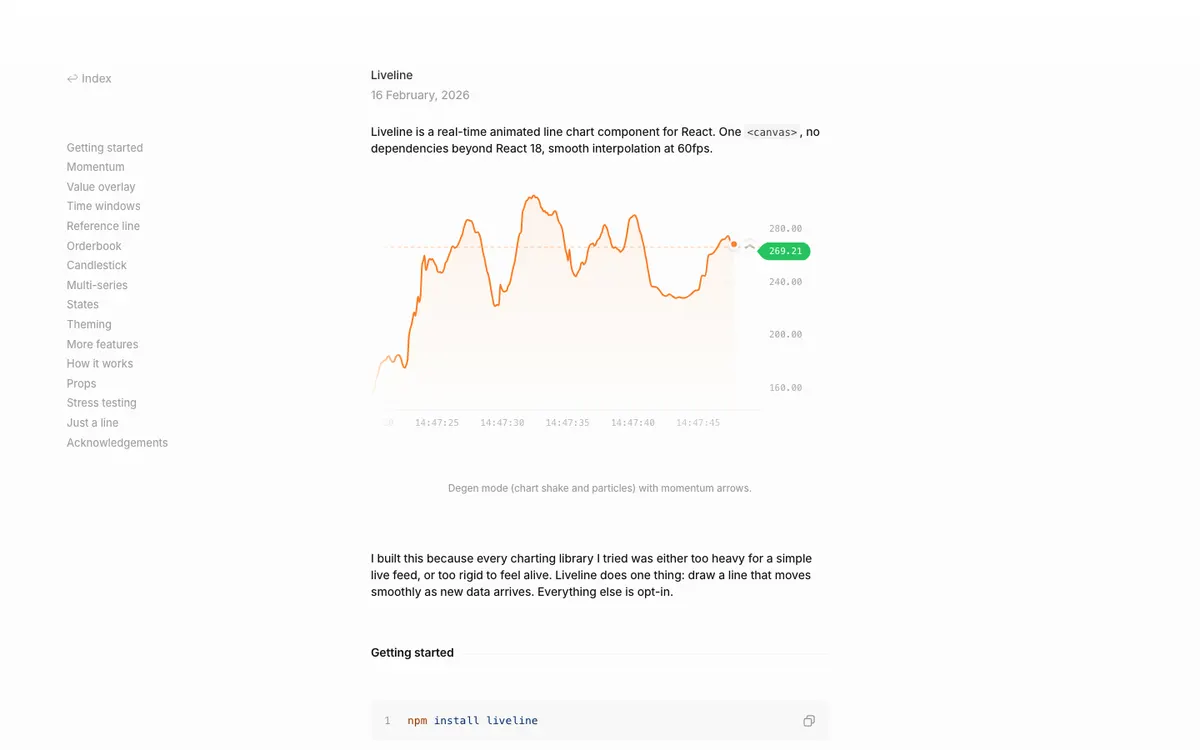 Index
Getting started
Momentum
Value overlay
Time windows
Reference line
Orderbook
Candlestick
Multi-series
States
Theming
More features
How it works
Props
Stress testing
Just a line
Acknowledgements
Liveline
16 February, 2026
Liveline is a real-time animated line chart component for React. One <canvas>, no
dependencies beyond React 18, smooth interpolation at 60fps.
280.00
269.21
240.00
200.00
160.00
14:47:25 14:47:30 14:47:35 14:47:40 14:47:45
Degen mode (chart shake and particles) with momentum arrows.
I built this because every charting library I tried was either too heavy for a simple
live feed, or too rigid to feel alive. Liveline does one thing: draw a line that moves
smoothly as new data arrives. Everything else is opt-in.
Getting started
1 npm install liveline